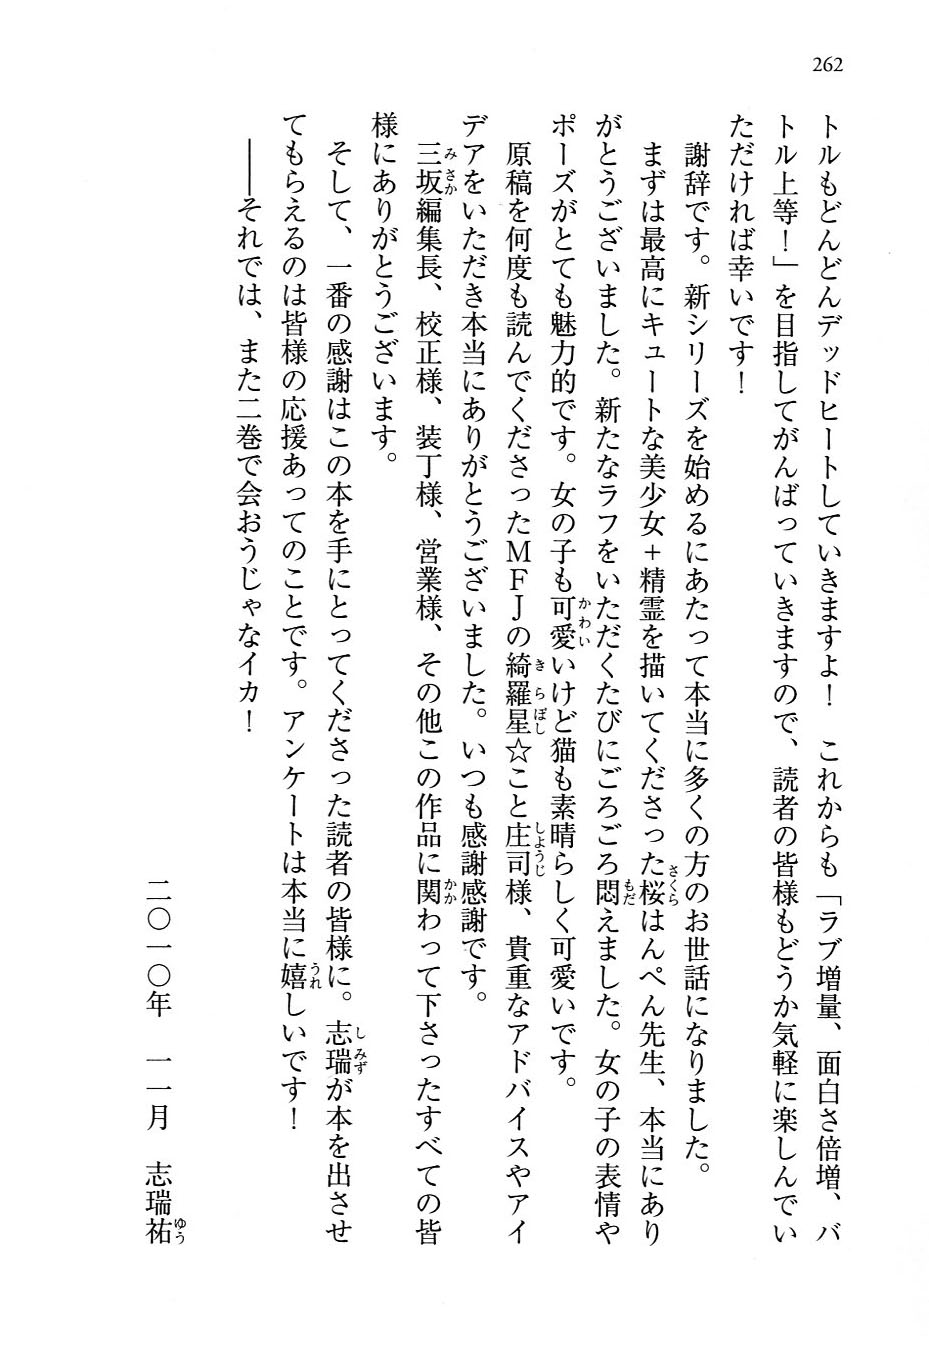 262
トルもどんどんデッドヒートしていきますよ！　これからも「ラブ増量、面白さ倍増、バ
トル上等！」を目指してがんばっていきますので、読者の皆様もどうか気軽に楽しんでい
ただければ幸いです！
　謝辞です。新シリーズを始めるにあたって本当に多くの方のお世話になりました。
　まずは最高にキュートな美少女＋精霊を描いてくださった桜はんぺん先生、本当にあり
がとうございました。新たなラフをいただくたびにごろごろ悶えました。女の子の表情や
ポーズがとても魅力的です。女の子も可愛いけど猫も素晴らしく可愛いです。
　原稿を何度も読んでくださったＭＦＪの綺羅星☆こと庄司様、貴重なアドバイスやアイ
デアをいただき本当にありがとうございました。いつも感謝感謝です。
　三坂編集長、校正様、装丁様、営業様、その他この作品に関わって下さったすべての皆
様にありがとうございます。
　そして、一番の感謝はこの本を手にとってくださった読者の皆様に。志瑞が本を出させ
てもらえるのは皆様の応援あってのことです。アンケートは本当に嬉しいです！
　――それでは、また二巻で会おうじゃなイカ！
二〇一〇年　一一月　志瑞祐